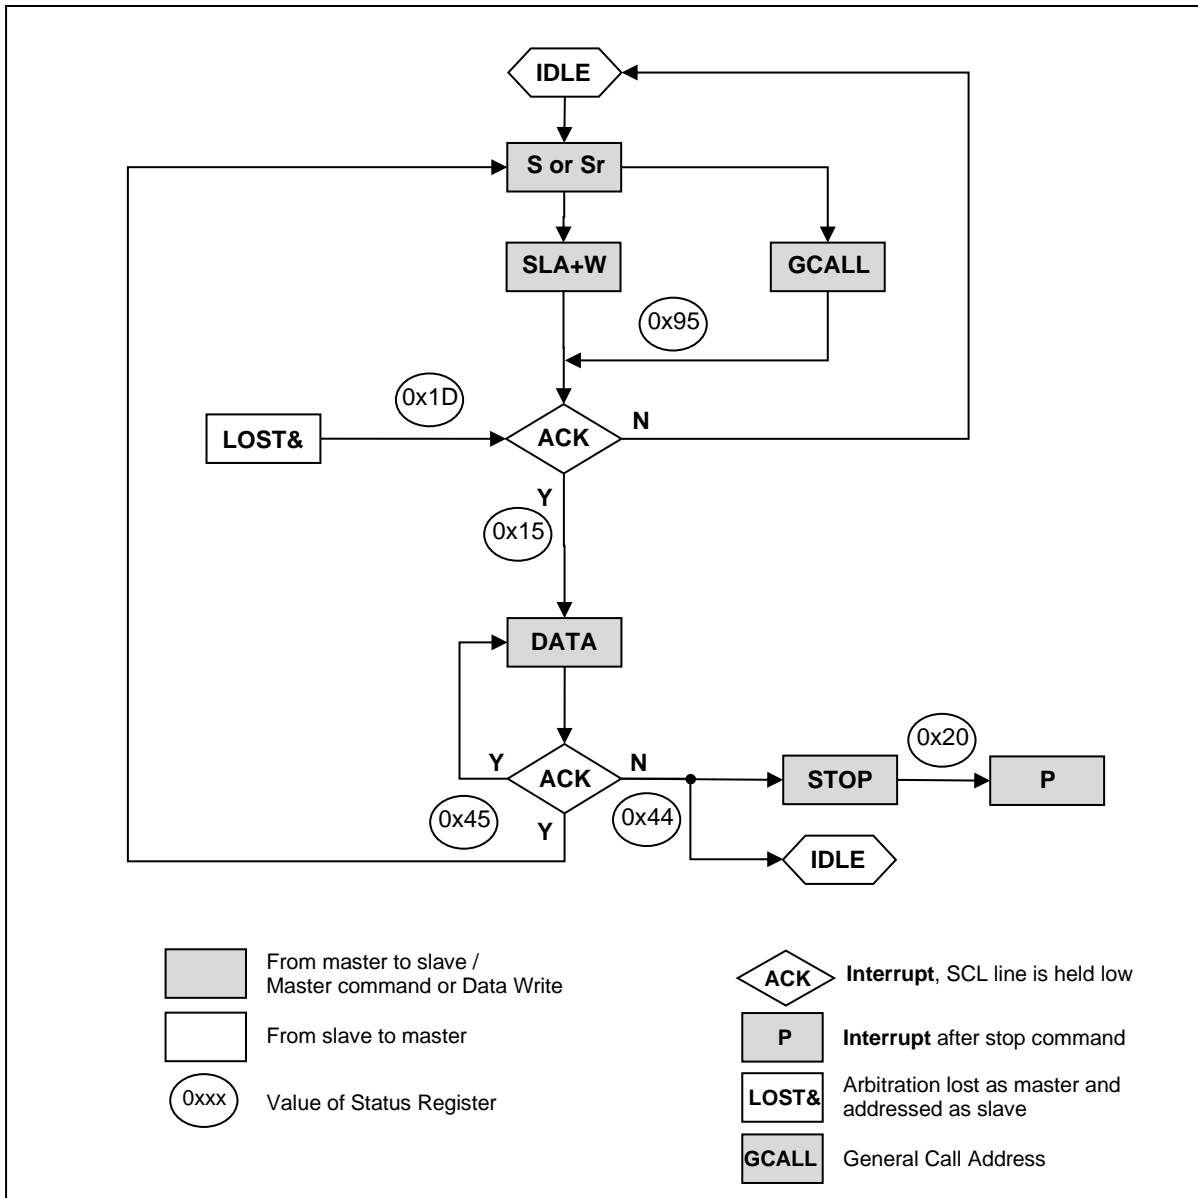 IDLE
S or Sr
SLA+W
GCALL
0x95
0x1D
LOST&
ACK
N
Y
0x15
DATA
Y
ACK
N
0x20
STOP
P
0x45
Y
0x44
IDLE
From master to slave /
Master command or Data Write
From slave to master
0xxx
Value of Status Register
ACK
Interrupt, SCL line is held low
P
Interrupt after stop command
LOST&
Arbitration lost as master and
addressed as slave
GCALL
General Call Address